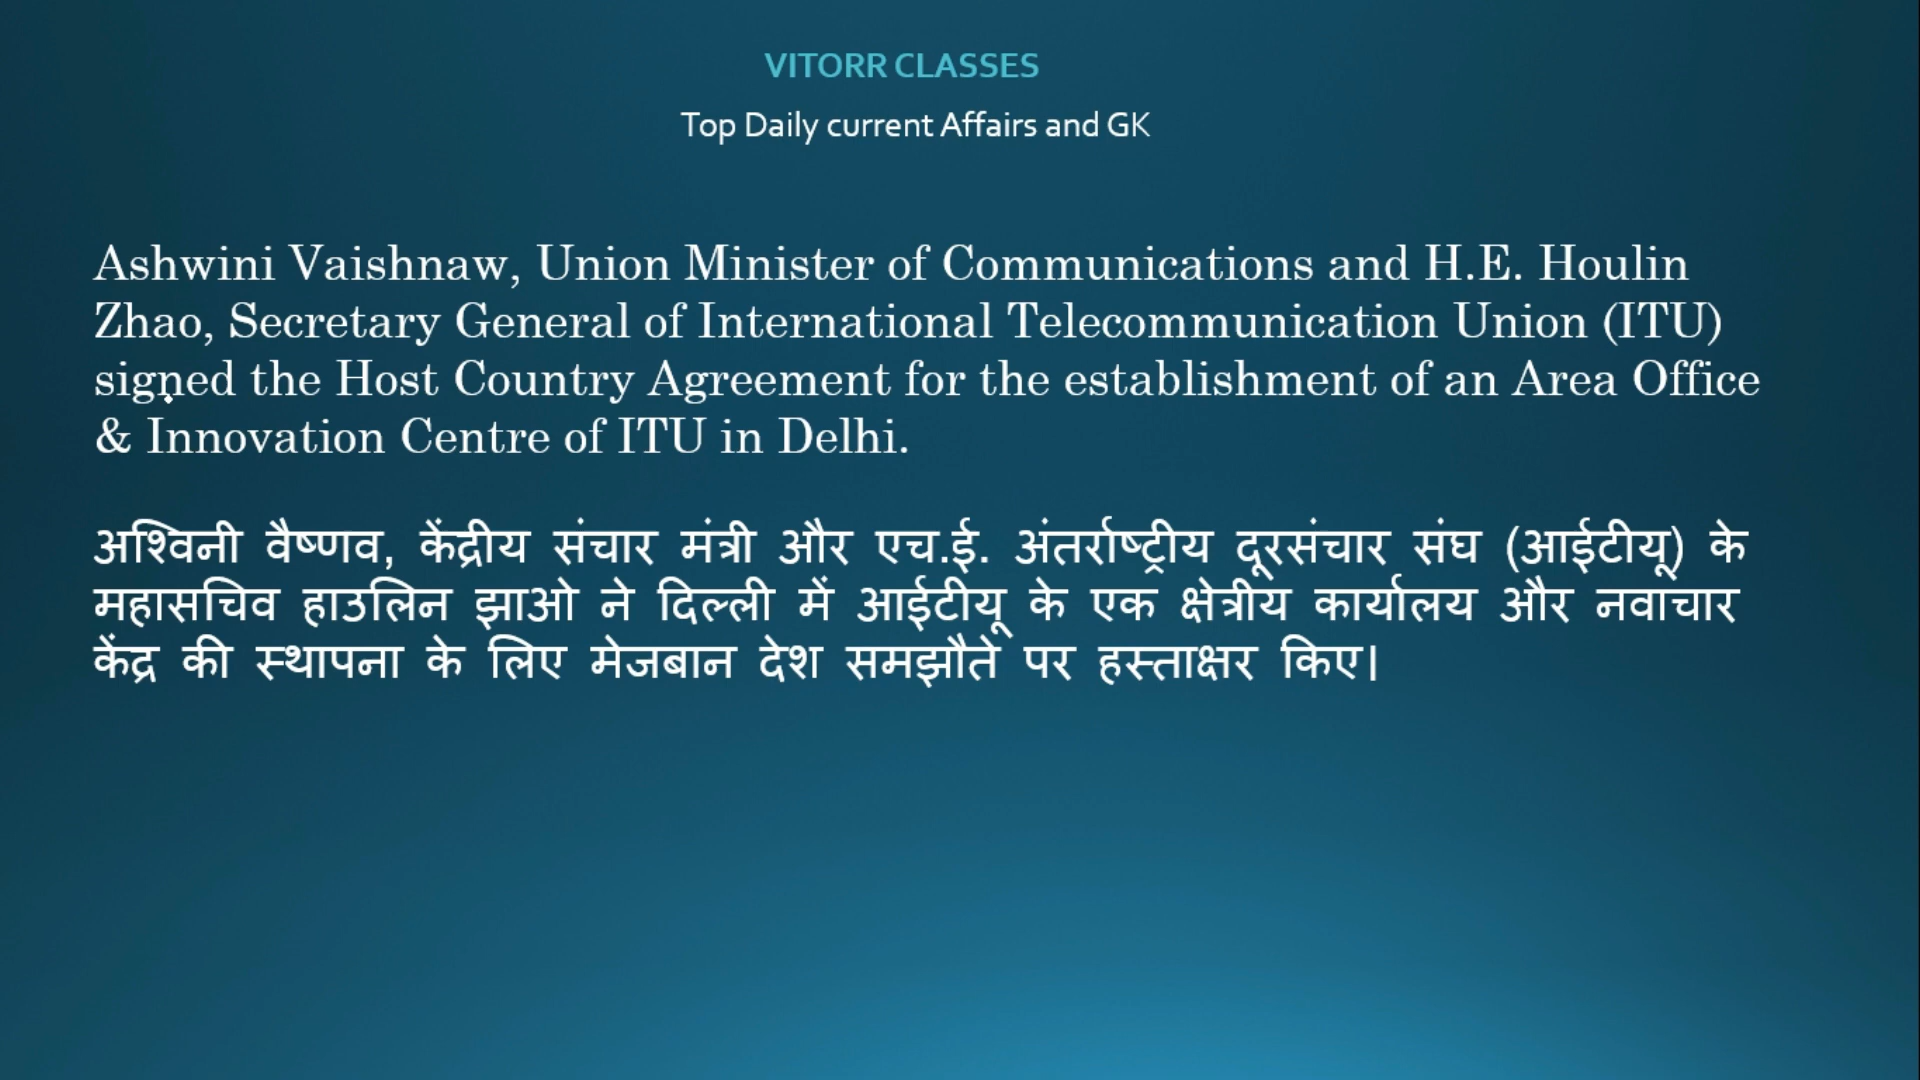 VITORR CLASSES
Top Daily current Affairs and GK
Ashwini Vaishnaw, Union Minister of Communications and H.E. Houlin
Zhao, Secretary General of International Telecommunication Union (ITU)
signed the Host Country Agreement for the establishment of an Area Office
& Innovation Centre of ITU in Delhi.
अश्विनी वैष्णव, केंद्रीय संचार मंत्री और एच.ई. अंतर्राष्ट्रीय दूरसंचार संघ (आईटीयू) के
महासचिव हाउलिन झाओ ने दिल्ली में आईटीयू के एक क्षेत्रीय कार्यालय और नवाचार
केंद्र की स्थापना के लिए मेजबान देश समझौते पर हस्ताक्षर किए।